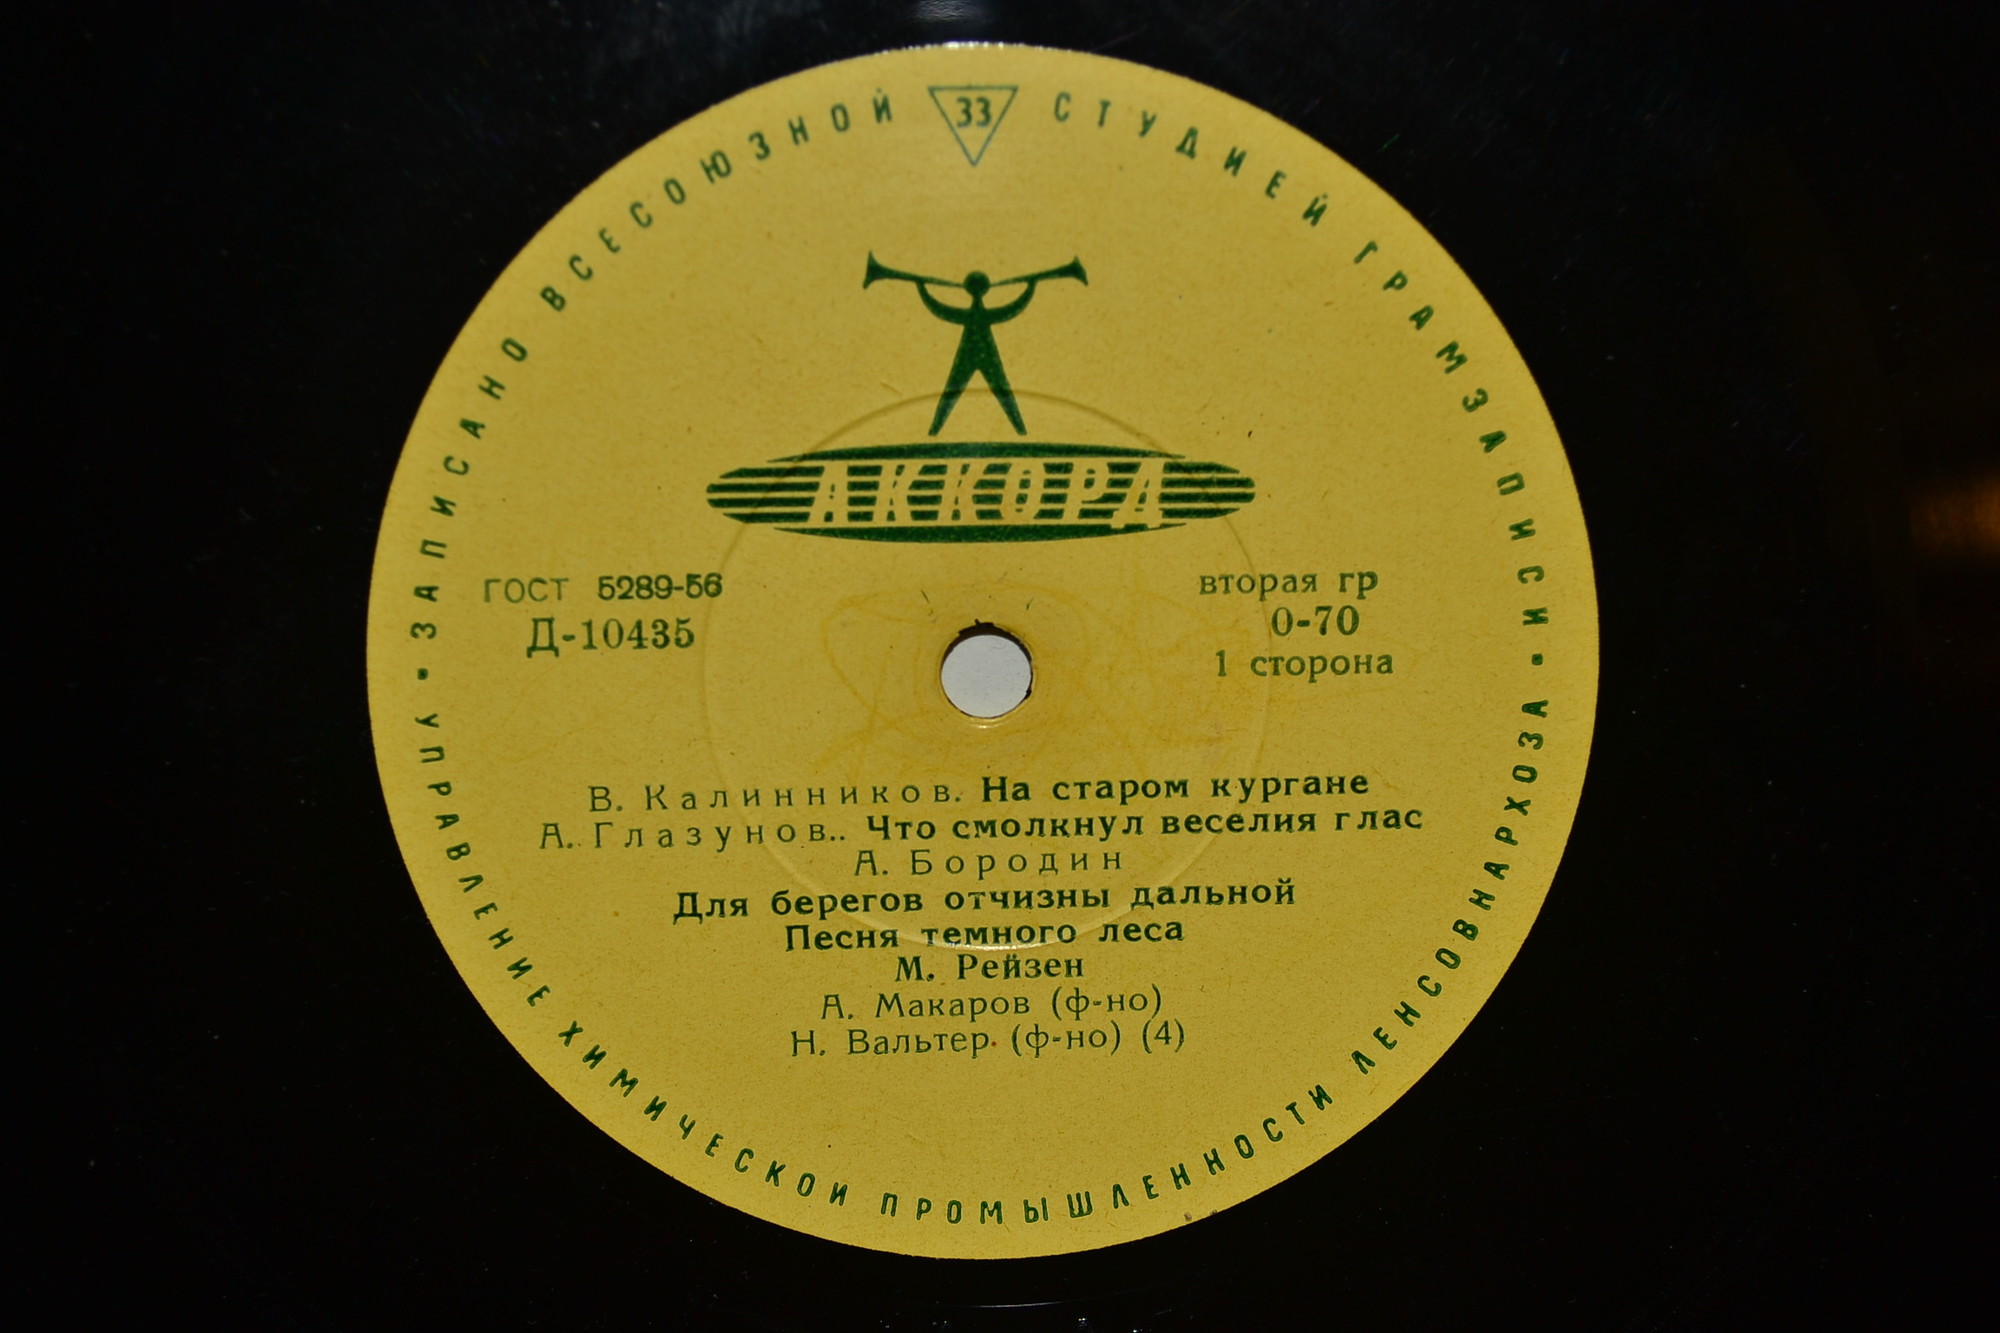 ЗАПИСАНО ВСЕСОЮЗНОЙ СТУДИЕЙ ГРАМЗАПИСИ
33
АККОРД
ГОСТ 5289-56
Д-10435
вторая гр
0-70
1 сторона
В. Калинников. На старом кургане
А. Глазунов.. Что смолкнул веселия глас
А. Бородин
Для берегов отчизны дальной
Песня темного леса
М. Рейзен
А. Макаров (ф-но)
Н. Вальтер (ф-но) (4)
• УПРАВЛЕНИЕ ХИМИЧЕСКОЙ ПРОМЫШЛЕННОСТИ ЛЕНСОВНАРХОЗА •